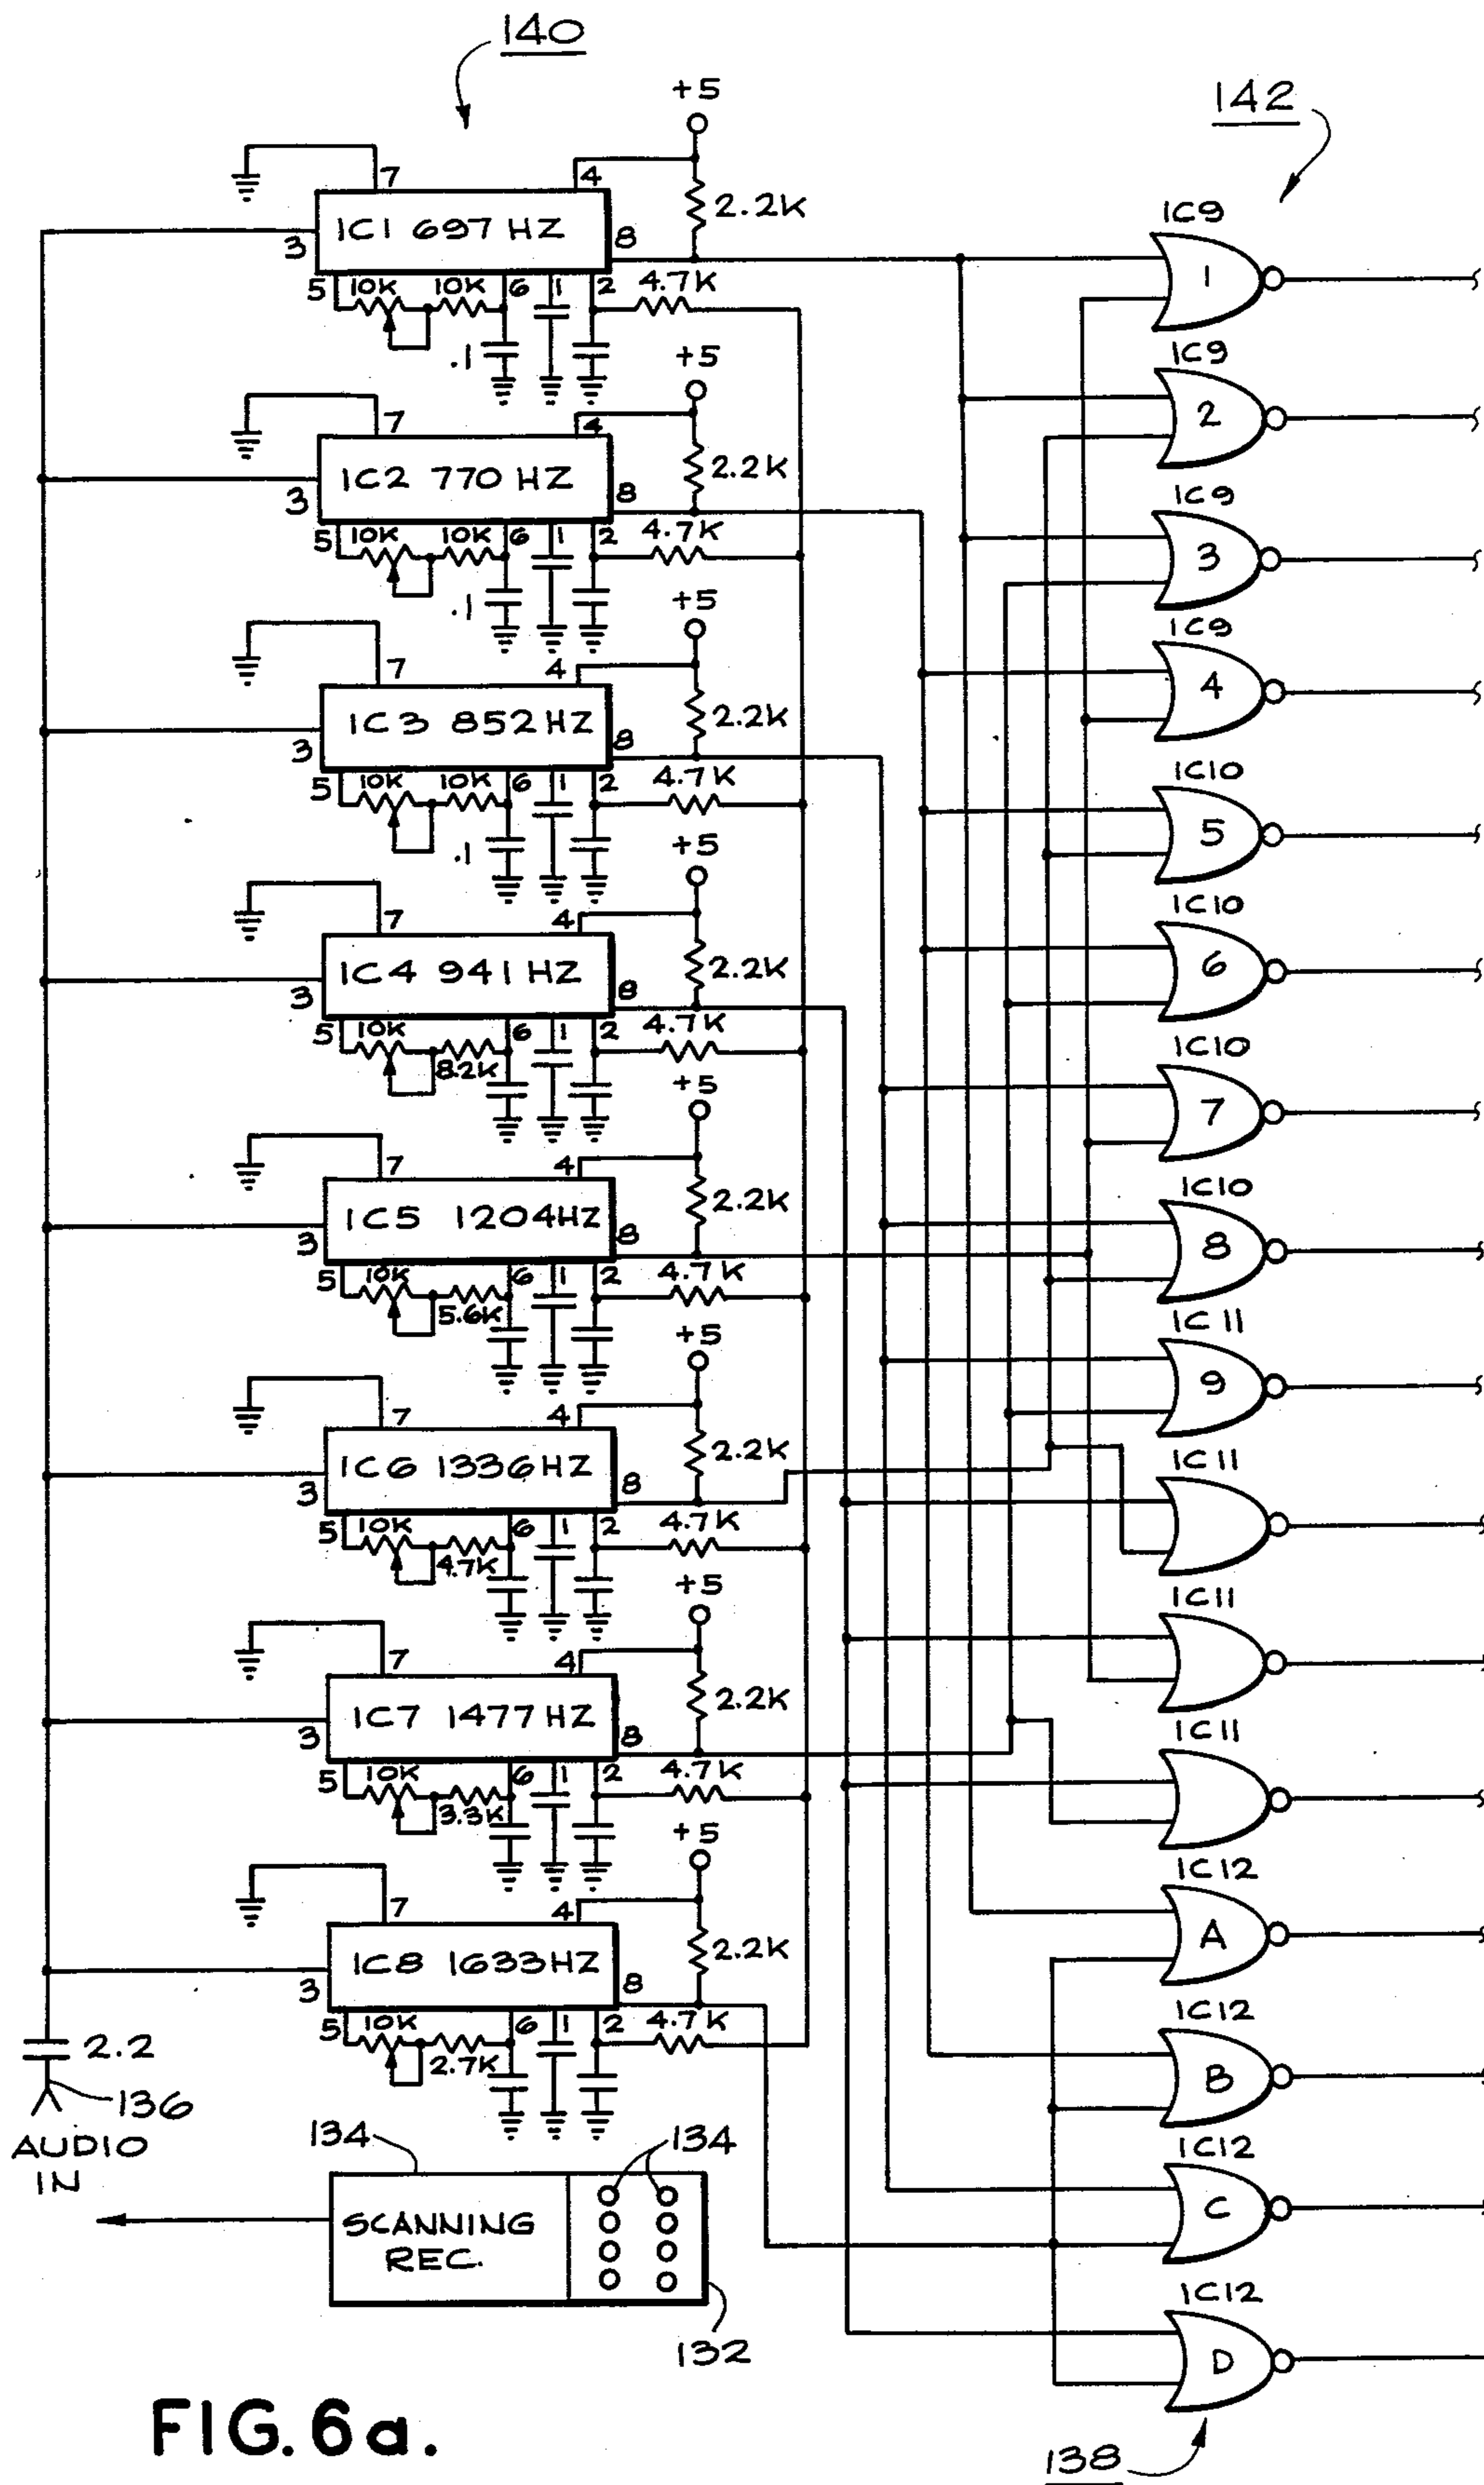 140
142
+5
7
4
2.2K
IC1 697 HZ
3
8
5
10K
10K
6
1
2
4.7K
.1
+5
7
4
2.2K
IC2 770 HZ
3
8
5
10K
10K
6
1
2
4.7K
.1
+5
7
4
2.2K
IC3 852 HZ
3
8
5
10K
10K
6
1
2
4.7K
.1
+5
7
4
2.2K
IC4 941 HZ
3
8
5
10K
8.2K
6
1
2
4.7K
+5
7
4
2.2K
IC5 1204HZ
3
8
5
10K
5.6K
6
1
2
4.7K
+5
7
4
2.2K
IC6 1336HZ
3
8
5
10K
4.7K
6
1
2
4.7K
+5
7
4
2.2K
IC7 1477HZ
3
8
5
10K
3.3K
6
1
2
4.7K
+5
7
4
2.2K
IC8 1633HZ
3
8
5
10K
2.7K
6
1
2
4.7K
2.2
136
AUDIO
IN
134
134
SCANNING
REC.
132
IC9
1
IC9
2
IC9
3
IC9
4
IC10
5
IC10
6
IC10
7
IC10
8
IC11
9
IC11
IC11
IC11
IC12
A
IC12
B
IC12
C
IC12
D
138
FIG. 6a.